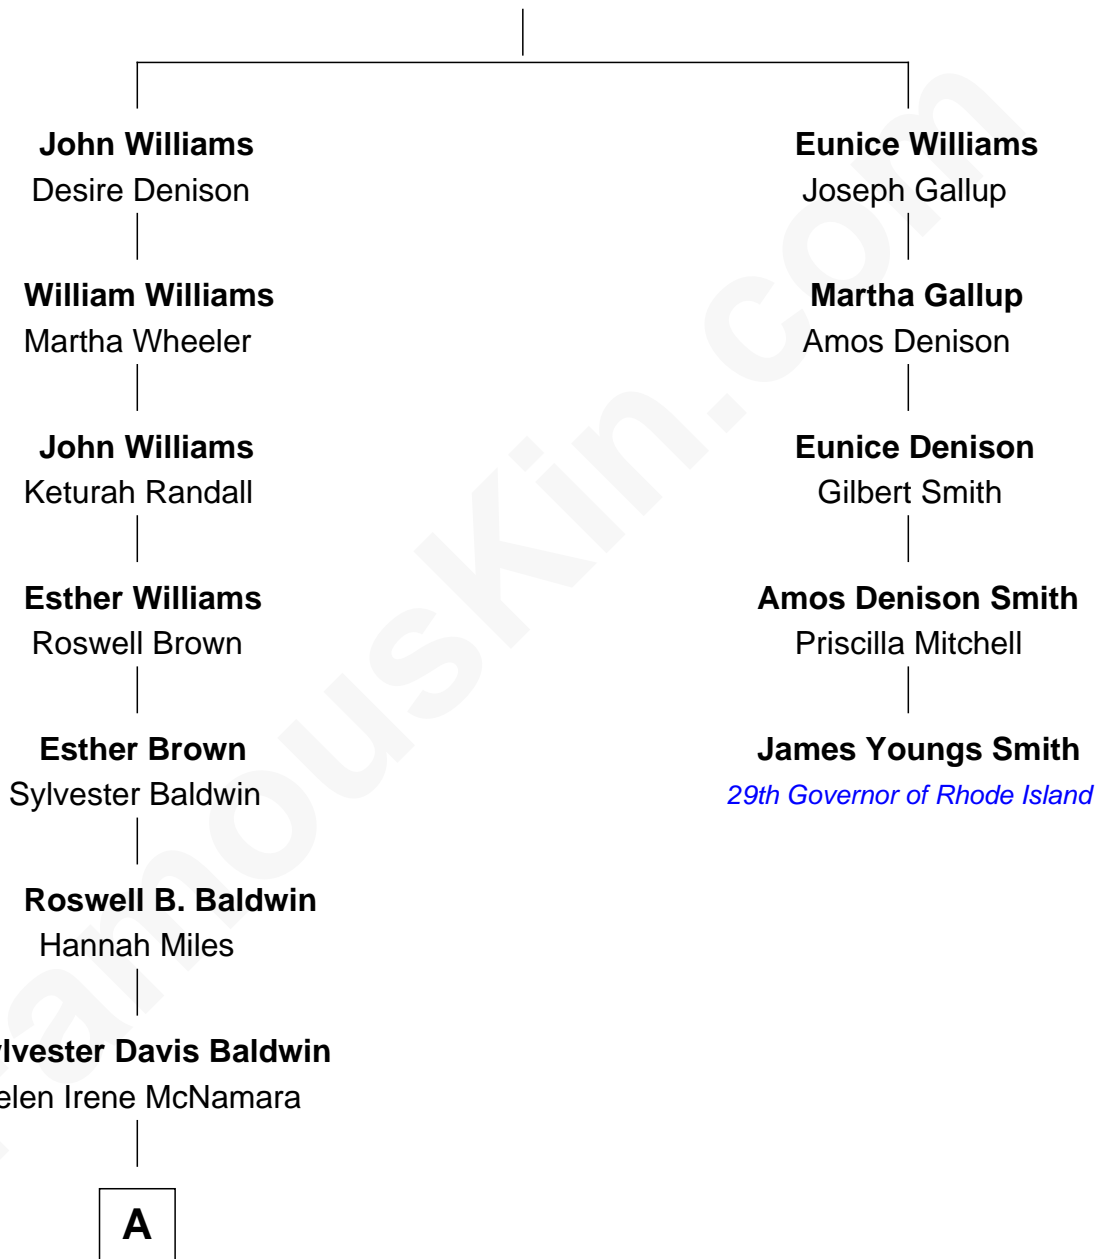 John Williams
Desire Denison
William Williams
Martha Wheeler
John Williams
Keturah Randall
Esther Williams
Roswell Brown
Esther Brown
Sylvester Baldwin
Roswell B. Baldwin
Hannah Miles
ylvester Davis Baldwin
elen Irene McNamara
A
Eunice Williams
Joseph Gallup
Martha Gallup
Amos Denison
Eunice Denison
Gilbert Smith
Amos Denison Smith
Priscilla Mitchell
James Youngs Smith
29th Governor of Rhode Island
FamousKin.com